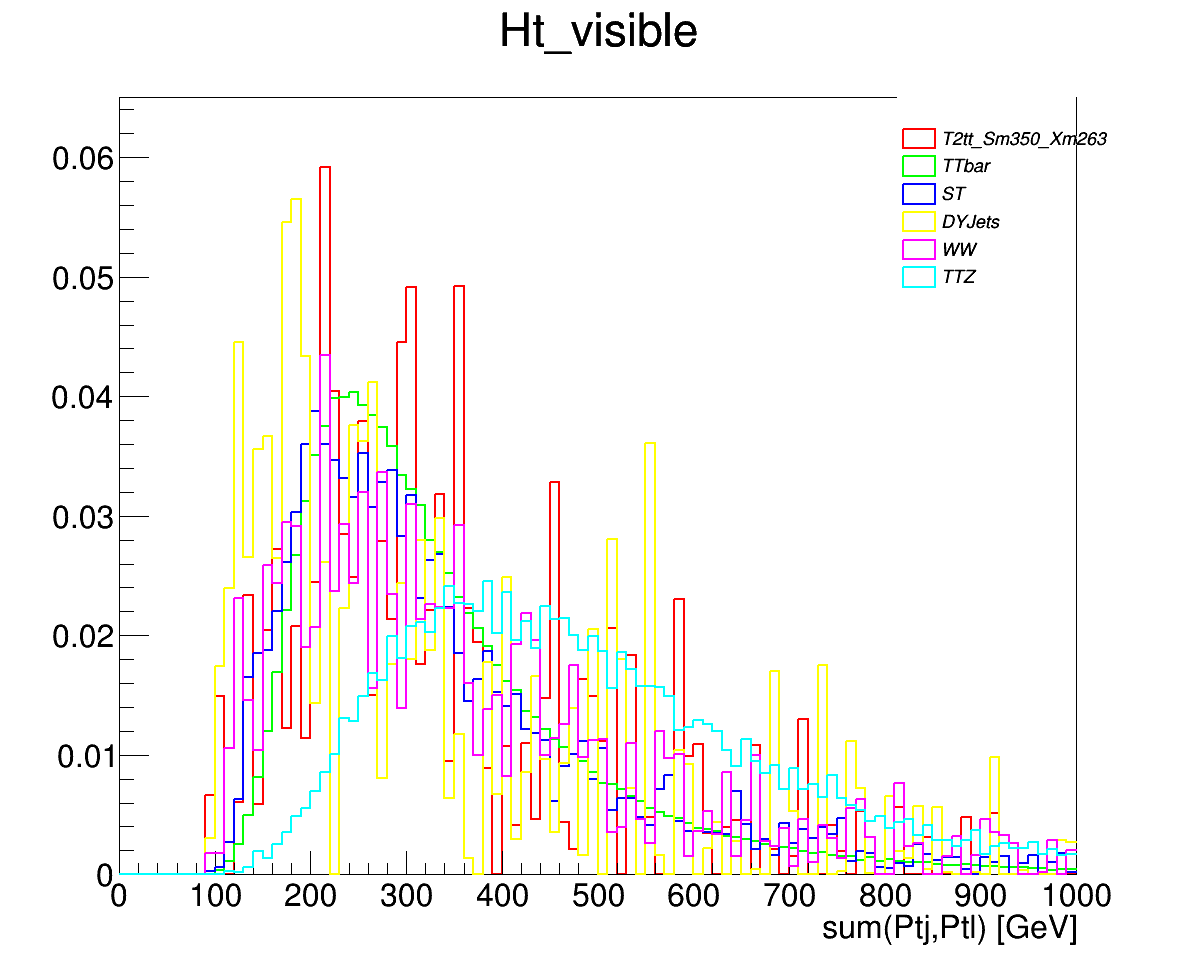 Ht_visible
T2tt_Sm350_Xm263
TTbar
ST
DYJets
WW
TTZ
0.06
0.05
0.04
0.03
0.02
0.01
0
0 100 200 300 400 500 600 700 800 900 1000
sum(Ptj,Ptl) [GeV]